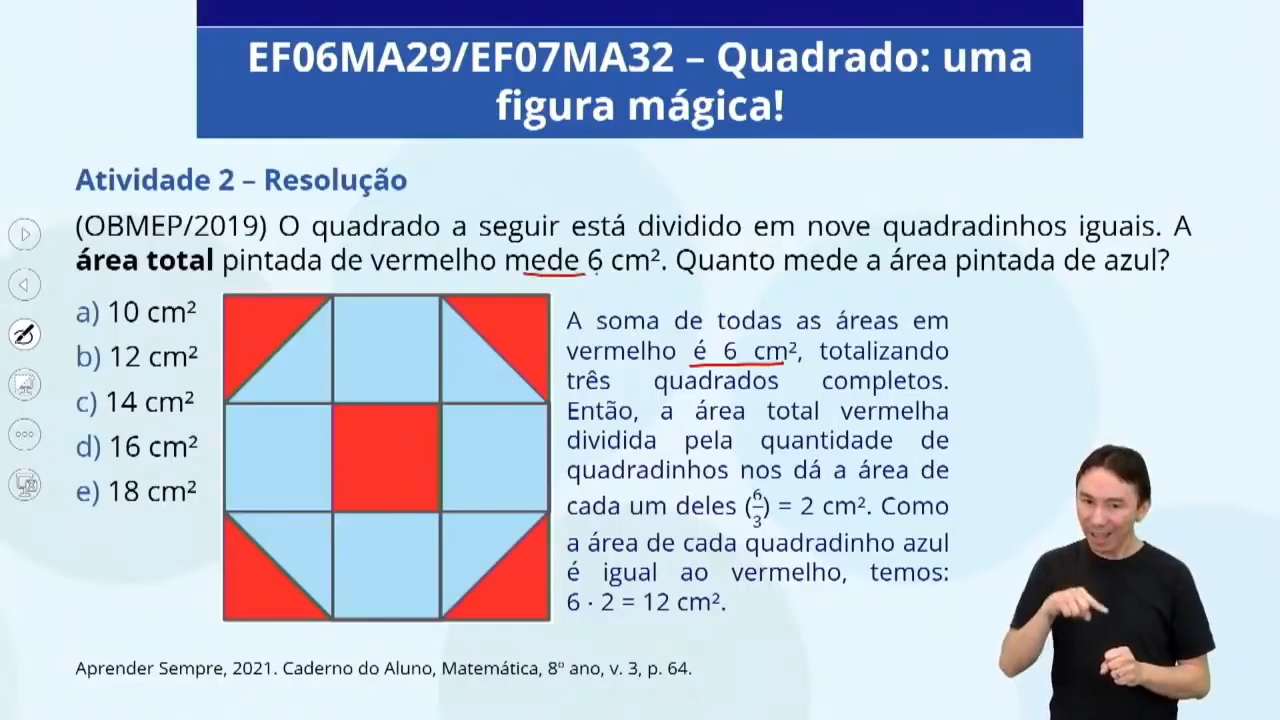 EF06MA29/EF07MA32 – Quadrado: uma
figura mágica!
Atividade 2 – Resolução
(OBMEP/2019) O quadrado a seguir está dividido em nove quadradinhos iguais. A
área total pintada de vermelho mede 6 cm². Quanto mede a área pintada de azul?
a) 10 cm²
b) 12 cm²
c) 14 cm²
d) 16 cm²
e) 18 cm²
A soma de todas as áreas em
vermelho é 6 cm², totalizando
três quadrados completos.
Então, a área total vermelha
dividida pela quantidade de
quadradinhos nos dá a área de
cada um deles (6/3) = 2 cm². Como
a área de cada quadradinho azul
é igual ao vermelho, temos:
6 · 2 = 12 cm².
Aprender Sempre, 2021. Caderno do Aluno, Matemática, 8º ano, v. 3, p. 64.